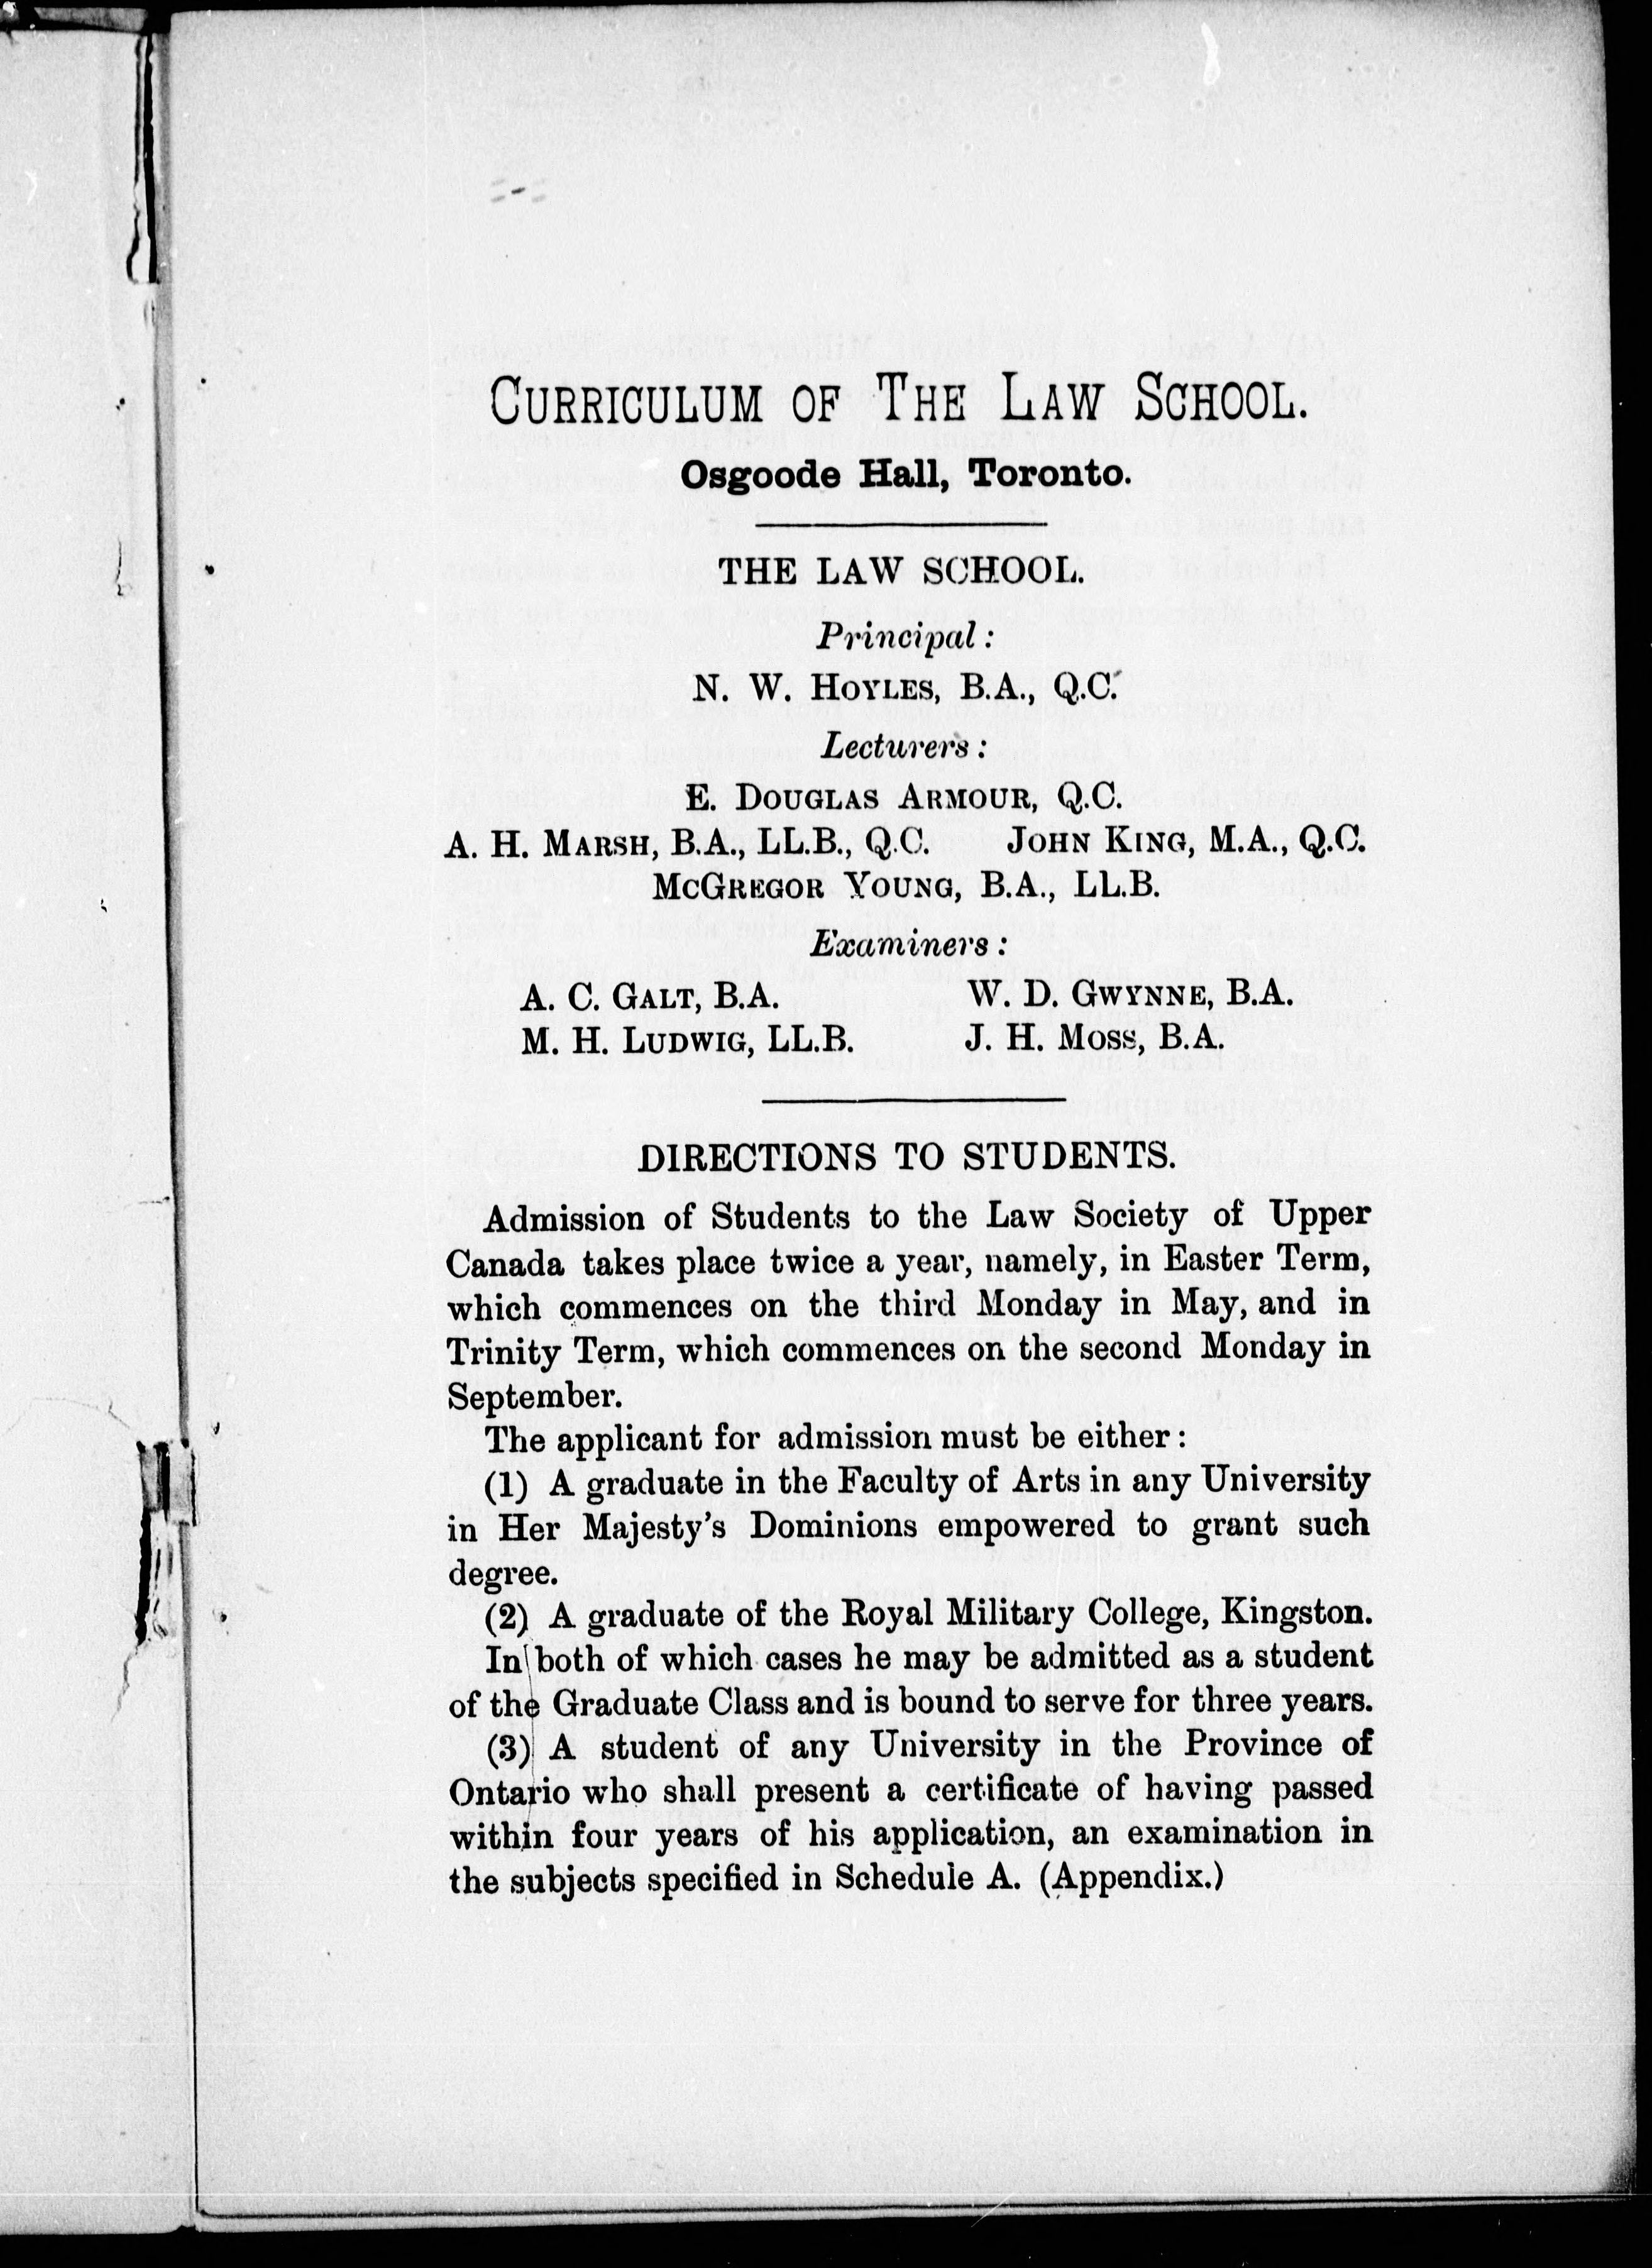 CURRICULUM OF THE LAW SCHOOL.
Osgoode Hall, Toronto.
THE LAW SCHOOL.
Principal:
N. W. HOYLES, B.A., Q.C.
Lecturers:
E. DOUGLAS ARMOUR, Q.C.
A. H. MARSH, B.A., LL.B., Q.C. JOHN KING, M.A., Q.C.
MCGREGOR YOUNG, B.A., LL.B.
Examiners:
A. C. GALT, B.A. W. D. GWYNNE, B.A.
M. H. LUDWIG, LL.B. J. H. MOSS, B.A.
DIRECTIONS TO STUDENTS.
Admission of Students to the Law Society of Upper
Canada takes place twice a year, namely, in Easter Term,
which commences on the third Monday in May, and in
Trinity Term, which commences on the second Monday in
September.
The applicant for admission must be either:
(1) A graduate in the Faculty of Arts in any University
in Her Majesty's Dominions empowered to grant such
degree.
(2) A graduate of the Royal Military College, Kingston.
In both of which cases he may be admitted as a student
of the Graduate Class and is bound to serve for three years.
(3) A student of any University in the Province of
Ontario who shall present a certificate of having passed
within four years of his application, an examination in
the subjects specified in Schedule A. (Appendix.)